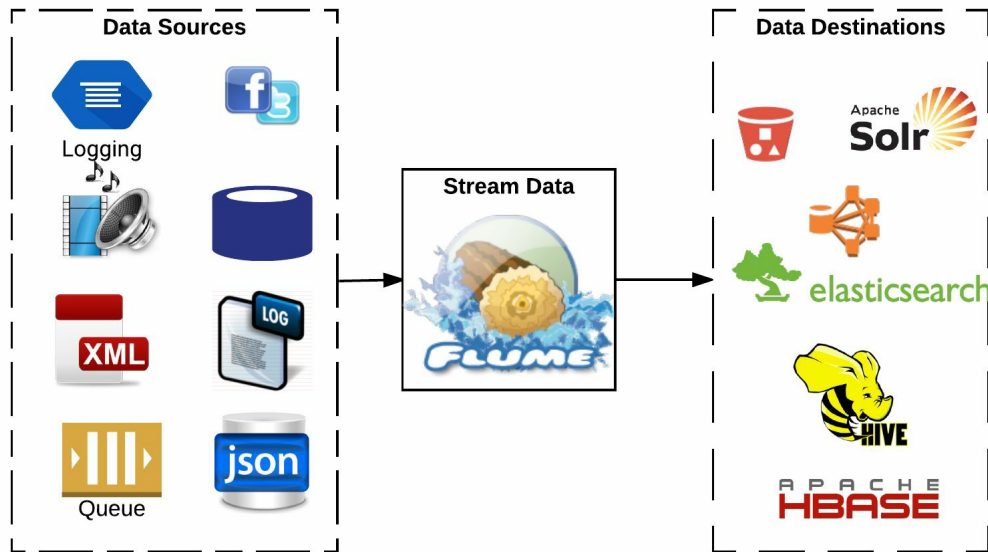 Data Sources
f
t
Logging
XML
LOG
Queue
json
Stream Data
FLUME
Data Destinations
Apache
Solr
elasticsearch
HIVE
APACHE
HBASE